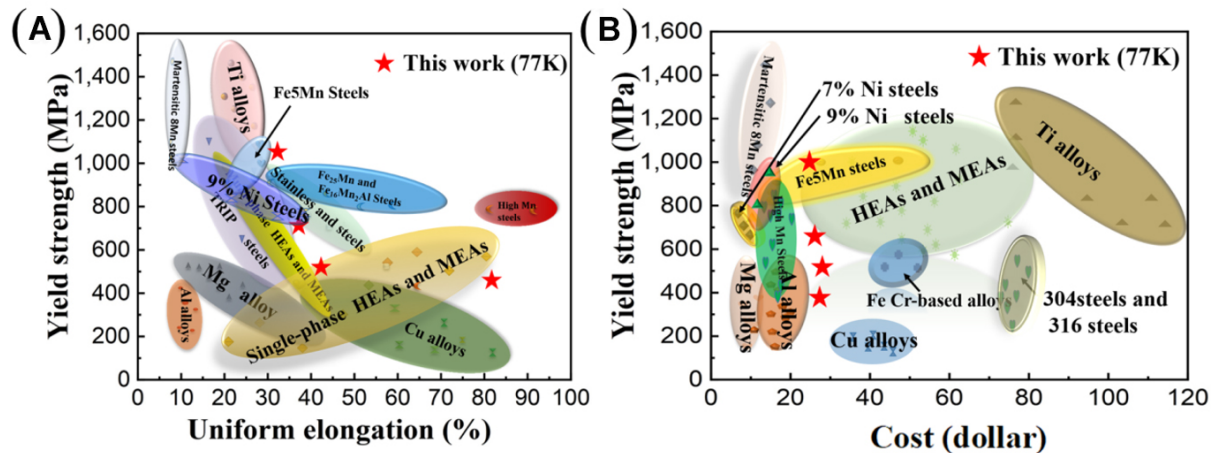 (A)
1,600
1,400
1,200
1,000
800
600
400
200
0
Yield strength (MPa)
0 10 20 30 40 50 60 70 80 90 100
Uniform elongation (%)
This work (77K)
Martensitic 8Mn steels
Ti alloys
Fe5Mn Steels
Stainless and steels
Fe25Mn and
Fe16Mn2Al Steels
9% Ni Steels
TRIP
steels
phase HEAs and MEAs
High Mn
steels
Mg alloy
Al alloys
Single-phase HEAs and MEAs
Cu alloys
(B)
1,600
1,400
1,200
1,000
800
600
400
200
0
Yield strength (MPa)
0 20 40 60 80 100 120
Cost (dollar)
This work (77K)
Martensitic 8Mn steels
7% Ni steels
9% Ni steels
Fe5Mn steels
HEAs and MEAs
Ti alloys
High Mn Steels
Mg alloys
Al alloys
Fe Cr-based alloy
Cu alloys
304steels and
316 steels